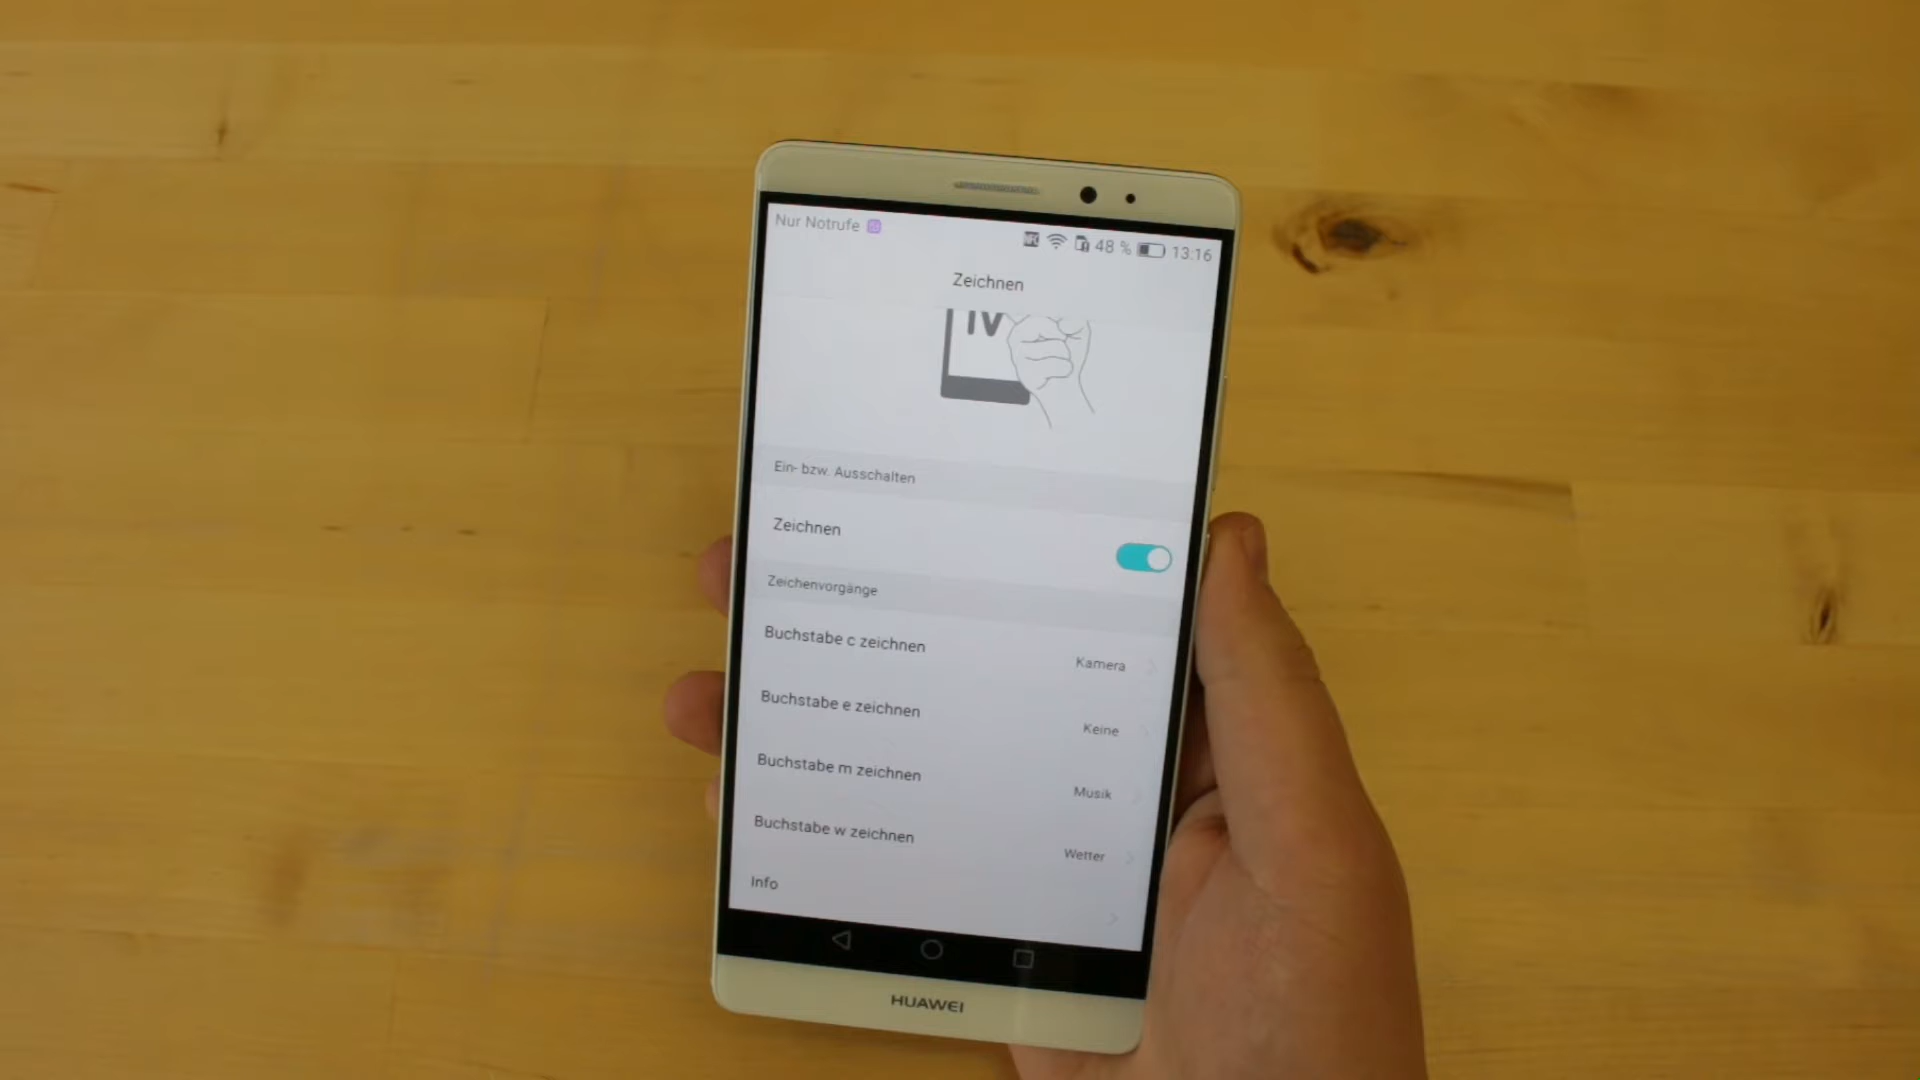 Nur Notrufe
48 % 13:16
Zeichnen
Ein- bzw. Ausschalten
Zeichnen
Zeichenvorgänge
Buchstabe c zeichnen
Kamera
Buchstabe e zeichnen
Keine
Buchstabe m zeichnen
Musik
Buchstabe w zeichnen
Wetter
Info
HUAWEI